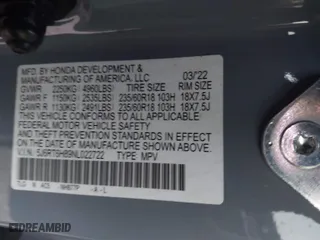 MFD. BY HONDA DEVELOPMENT &
MANUFACTURING OF AMERICA, LLC 03/22
GVWR 2250KG (4960LBS) TIRE SIZE RIM SIZE
GAWR F 1150KG (2535LBS) 235/60R18 103H 18X7.5J
GAWR R 1130KG (2491LBS) 235/60R18 103H 18X7.5J
THIS VEHICLE CONFORMS TO ALL APPLICABLE
FEDERAL MOTOR VEHICLE SAFETY, BUMPER,
AND THEFT PREVENTION STANDARDS IN EFFECT
ON THE DATE OF MANUFACTURE SHOWN ABOVE.
V.I.N. TYPE MPV
-A-L
DREAMBID